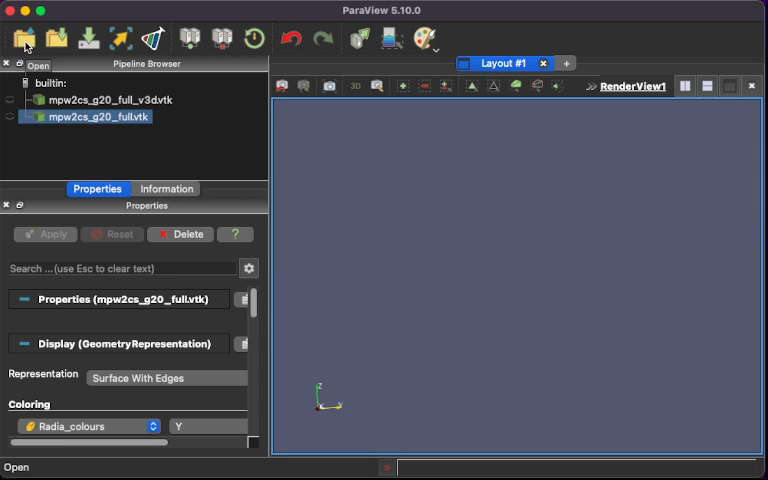 ParaView 5.10.0
Open
Pipeline Browser
Layout #1
builtin:
3D
RenderView1
mpw2cs_g20_full_v3d.vtk
mpw2cs_g20_full.vtk
Properties
Information
Properties
Apply
Reset
Delete
?
Search ... (use Esc to clear text)
Properties (mpw2cs_g20_full.vtk)
Display (GeometryRepresentation)
Representation
Surface With Edges
Coloring
Radia_colours
Y
Z
X
Y
Open